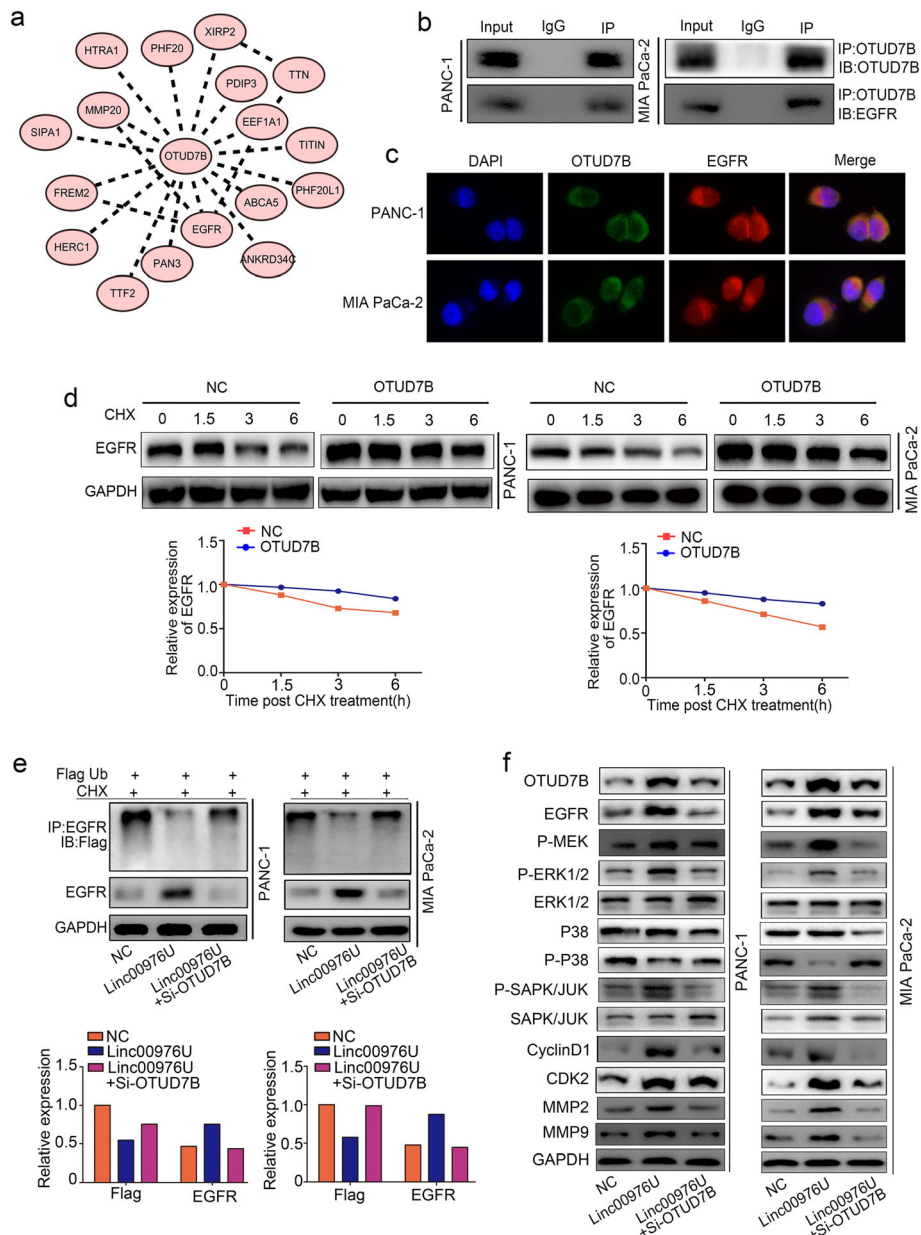 a
XIRP2
PHF20
HTRA1
TTN
PDIP3
MMP20
EEF1A1
SIPA1
TITIN
OTUD7B
PHF20L1
FREM2
ABCA5
EGFR
HERC1
PAN3
ANKRD34C
TTF2
b
Input IgG IP Input IgG IP
PANC-1
MIA PaCa-2
IP:OTUD7B
IB:OTUD7B
IP:OTUD7B
IB:EGFR
c
DAPI OTUD7B EGFR Merge
PANC-1
MIA PaCa-2
d
NC OTUD7B NC OTUD7B
CHX 0 1.5 3 6 0 1.5 3 6 0 1.5 3 6 0 1.5 3 6
EGFR
GAPDH
PANC-1
MIA PaCa-2
NC
OTUD7B
1.5
1.0
0.5
0.0
Relative expression
of EGFR
0 1.5 3 6
Time post CHX treatment(h)
NC
OTUD7B
1.5
1.0
0.5
0.0
Relative expression
of EGFR
0 1.5 3 6
Time post CHX treatment(h)
e
Flag Ub + + + + + +
CHX + + + + + +
IP:EGFR
IB:Flag
EGFR
GAPDH
PANC-1
MIA PaCa-2
NC
Linc00976U
Linc00976U
+Si-OTUD7B
NC
Linc00976U
Linc00976U
+Si-OTUD7B
NC
Linc00976U
Linc00976U
+Si-OTUD7B
1.5
1.0
0.5
0
Relative expression
Flag EGFR
NC
Linc00976U
Linc00976U
+Si-OTUD7B
1.5
1.0
0.5
0
Relative expression
Flag EGFR
f
OTUD7B
EGFR
P-MEK
P-ERK1/2
ERK1/2
P38
P-P38
P-SAPK/JUK
SAPK/JUK
CyclinD1
CDK2
MMP2
MMP9
GAPDH
PANC-1
MIA PaCa-2
NC
Linc00976U
Linc00976U
+Si-OTUD7B
NC
Linc00976U
Linc00976U
+Si-OTUD7B